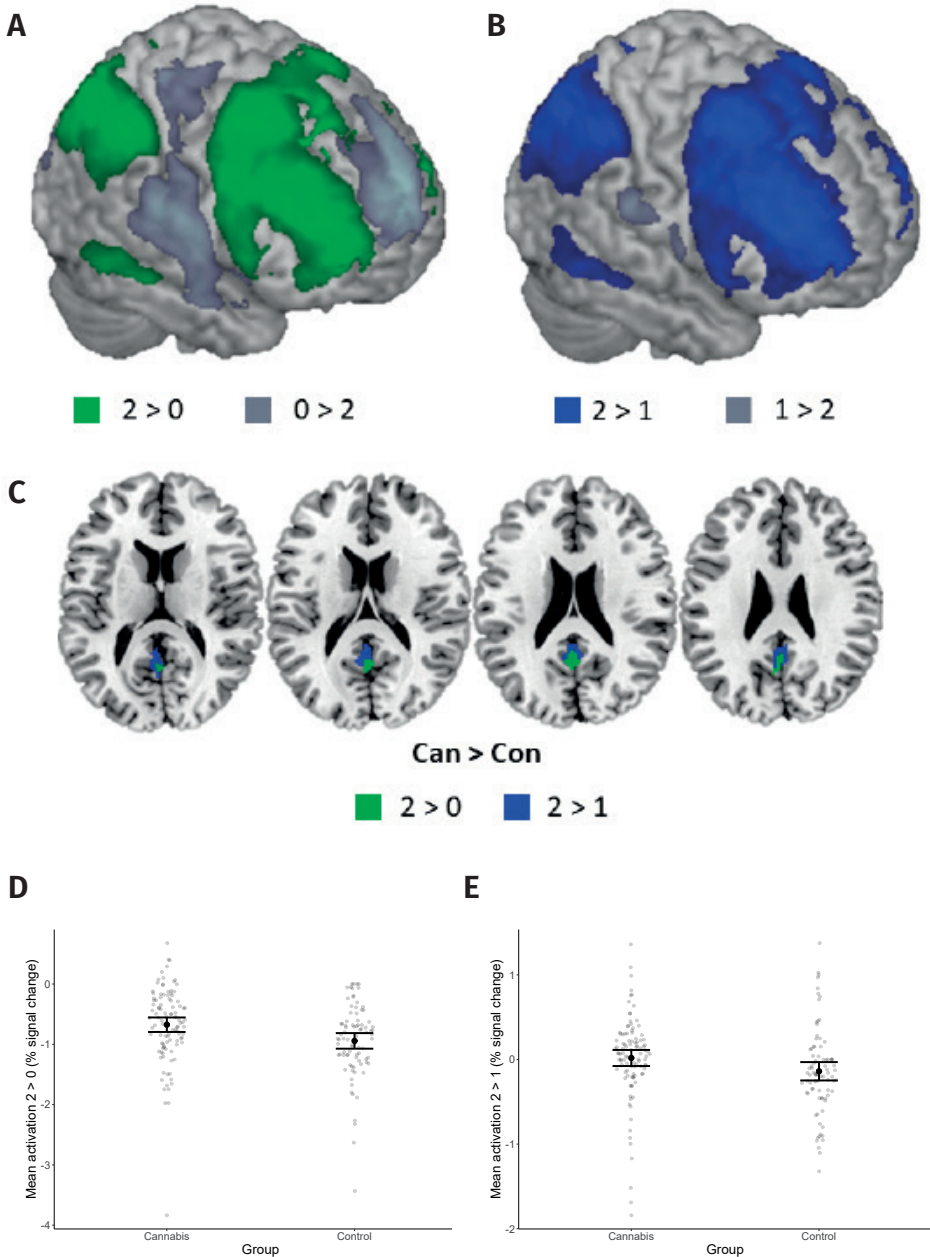 A
B
2 > 0
0 > 2
2 > 1
1 > 2
C
Can > Con
2 > 0
2 > 1
D
Mean activation 2 > 0 (% signal change)
0
-1
-2
-3
-4
Cannabis
Control
Group
E
Mean activation 2 > 1 (% signal change)
1
0
-1
-2
Cannabis
Control
Group